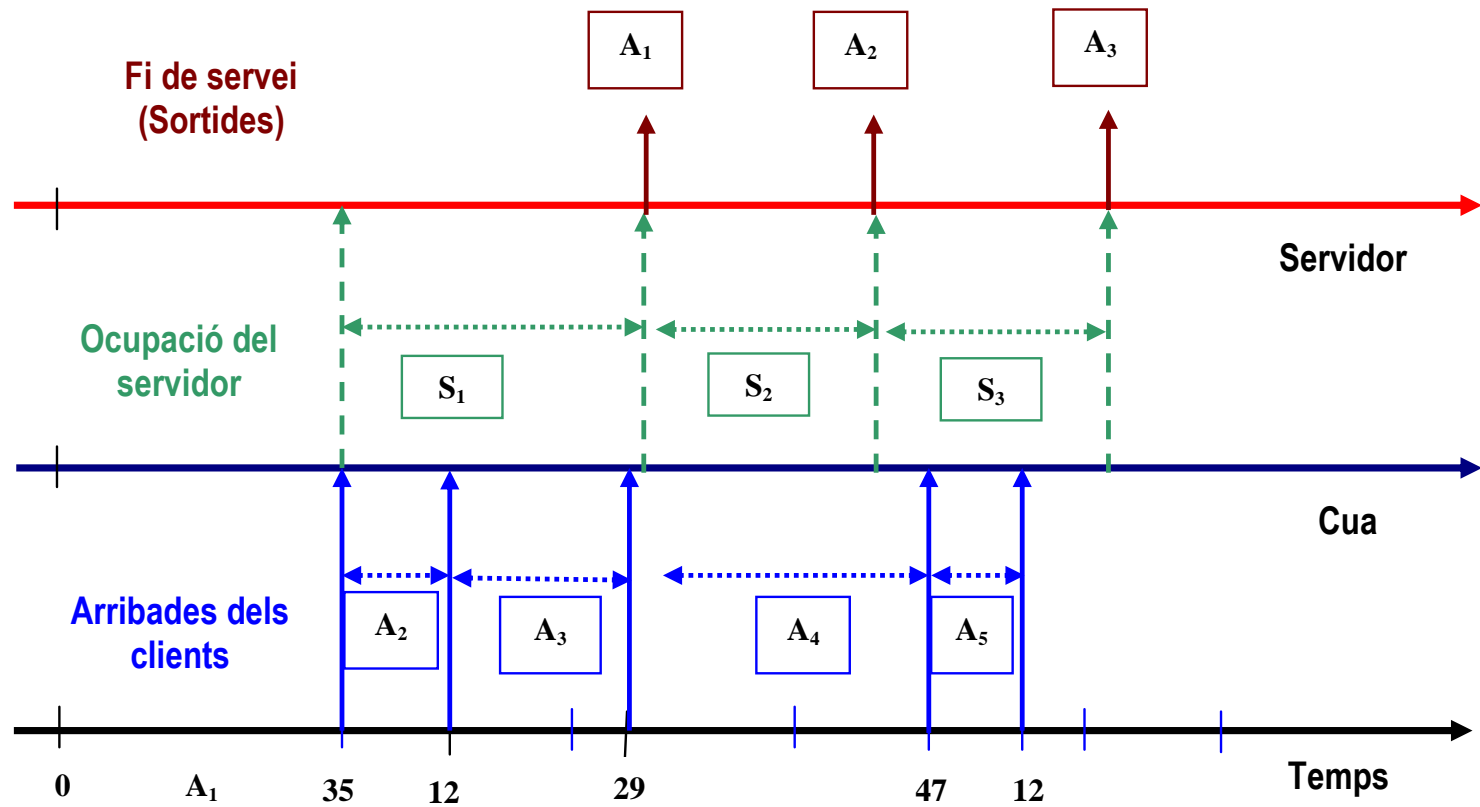 A₁
A₂
A₃
Fi de servei
(Sortides)
Servidor
Ocupació del
servidor
S₁
S₂
S₃
Cua
Arribades dels
clients
A₂
A₃
A₄
A₅
0
A₁
35
12
29
47
12
Temps